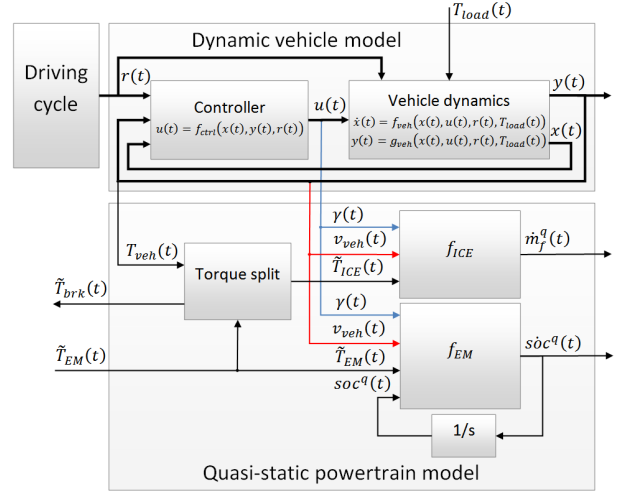 T_load(t)
Dynamic vehicle model
Driving
cycle
r(t)
Controller
u(t) = f_ctrl(x(t), y(t), r(t))
u(t)
Vehicle dynamics
ẋ(t) = f_veh(x(t), u(t), r(t), T_load(t))
y(t) = g_veh(x(t), u(t), r(t), T_load(t))
y(t)
x(t)
γ(t)
v_veh(t)
T̃_ICE(t)
f_ICE
ṁ_f^q(t)
T_veh(t)
Torque split
T̃_brk(t)
T̃_EM(t)
γ(t)
v_veh(t)
T̃_EM(t)
soc^q(t)
f_EM
sȯc^q(t)
1/s
Quasi-static powertrain model